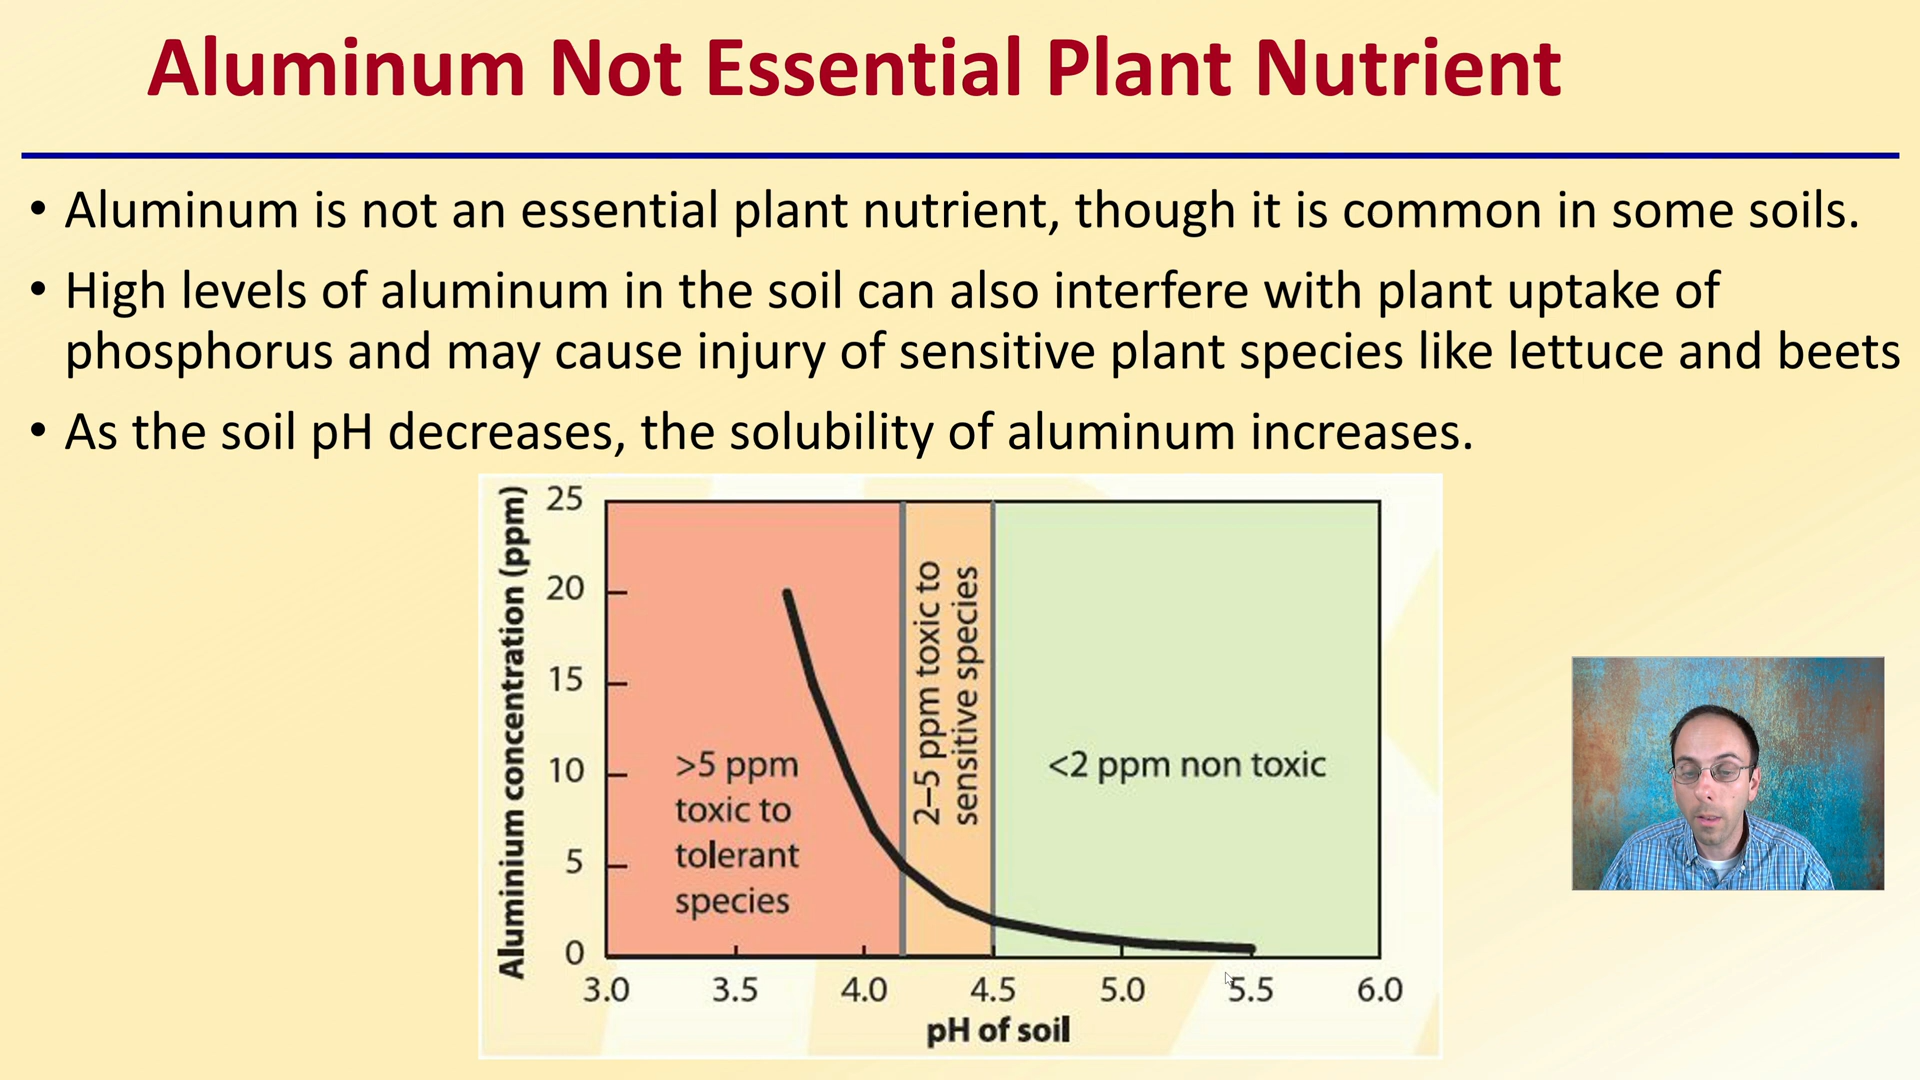 Aluminum Not Essential Plant Nutrient
• Aluminum is not an essential plant nutrient, though it is common in some soils.
• High levels of aluminum in the soil can also interfere with plant uptake of
phosphorus and may cause injury of sensitive plant species like lettuce and beets
• As the soil pH decreases, the solubility of aluminum increases.
Aluminium concentration (ppm)
25
20
15
10
5
0
>5 ppm
toxic to
tolerant
species
2–5 ppm toxic to
sensitive species
<2 ppm non toxic
3.0 3.5 4.0 4.5 5.0 5.5 6.0
pH of soil